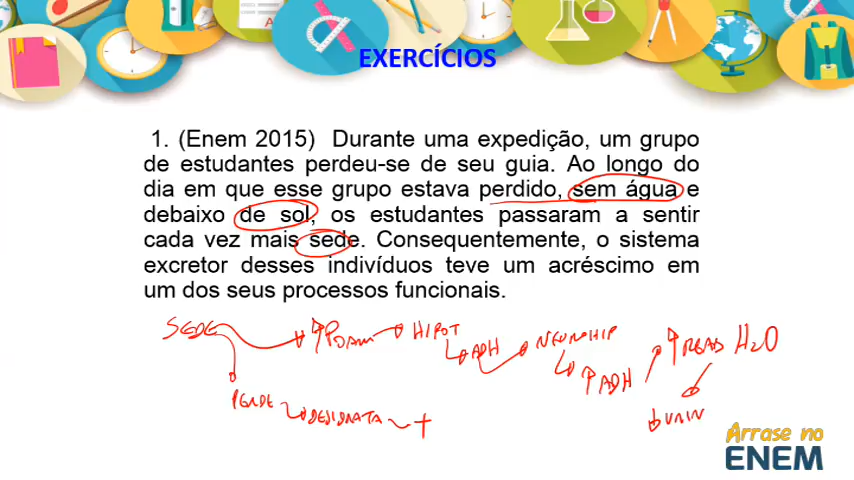 EXERCÍCIOS
1. (Enem 2015) Durante uma expedição, um grupo
de estudantes perdeu-se de seu guia. Ao longo do
dia em que esse grupo estava perdido, sem água e
debaixo de sol, os estudantes passaram a sentir
cada vez mais sede. Consequentemente, o sistema
excretor desses indivíduos teve um acréscimo em
um dos seus processos funcionais.
SEDE
HIPOT
ADH
NEUROHIP
↑ADH
H2O
PERDE
DESIDRATA
+
Arrase no
ENEM